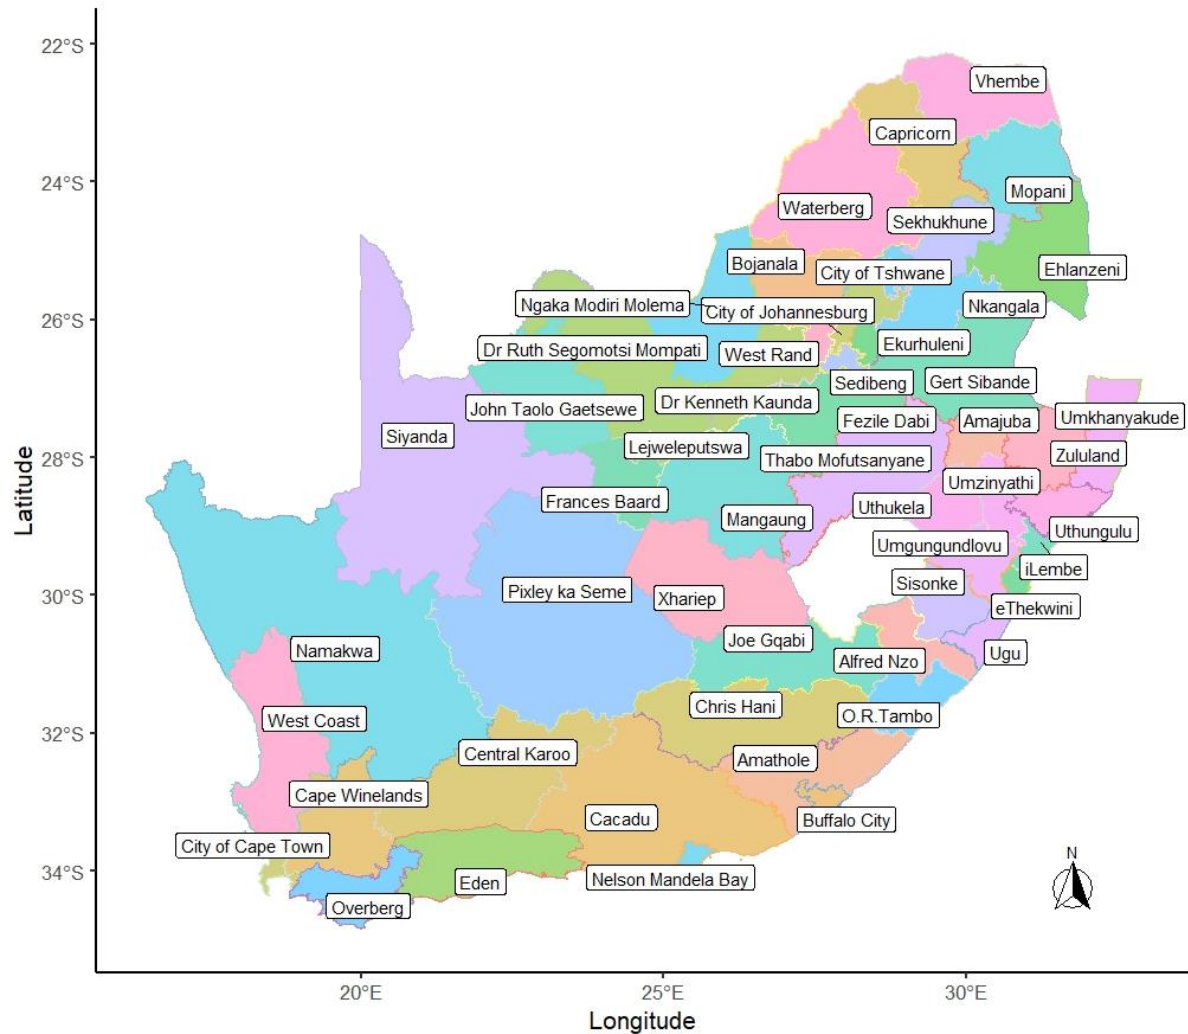 22°S
Vhembe
Capricorn
24°S
Mopani
Waterberg
Sekhukhune
Bojanala
City of Tshwane
Ehlanzeni
Ngaka Modiri Molema
City of Johannesburg
Nkangala
26°S
Dr Ruth Segomotsi Mompati
West Rand
Ekurhuleni
Sedibeng
Gert Sibande
John Taolo Gaetsewe
Dr Kenneth Kaunda
Siyanda
Fezile Dabi
Amajuba
Umkhanyakude
Lejweleputswa
28°S
Thabo Mofutsanyane
Zululand
Umzinyathi
Frances Baard
Mangaung
Uthukela
Uthungulu
Umgungundlovu
iLembe
Sisonke
30°S
Pixley ka Seme
Xhariep
eThekwini
Namakwa
Joe Gqabi
Alfred Nzo
Ugu
West Coast
Chris Hani
O.R.Tambo
32°S
Central Karoo
Amathole
Cape Winelands
Cacadu
Buffalo City
City of Cape Town
34°S
Eden
Nelson Mandela Bay
Overberg
N
20°E
25°E
30°E
Longitude
Latitude